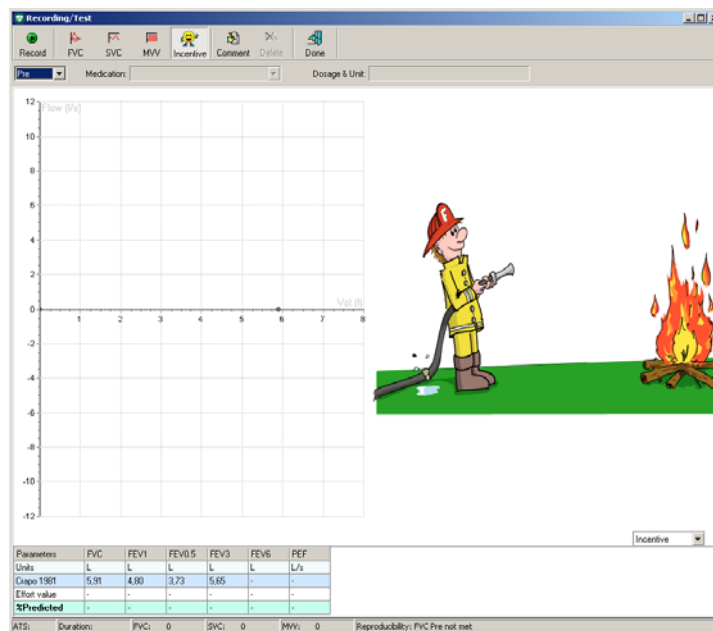 Recording/Test
Record FVC SVC MVV Incentive Comment Delete Done
Pre Medication: Dosage & Unit:
Flow (l/s)
12
10
8
6
4
2
0
Vol (l)
1 2 3 4 5 6 7 8
-2
-4
-6
-8
-10
-12
F
Incentive
Parameters FVC FEV1 FEV0.5 FEV3 FEV6 PEF
Units L L L L L L/s
Crapo 1981 5,91 4,80 3,73 5,65 - -
Effort value - - - - - -
%Predicted - - - - - -
ATS: Duration: FVC: 0 SVC: 0 MVV: 0 Reproducibility: FVC Pre not met